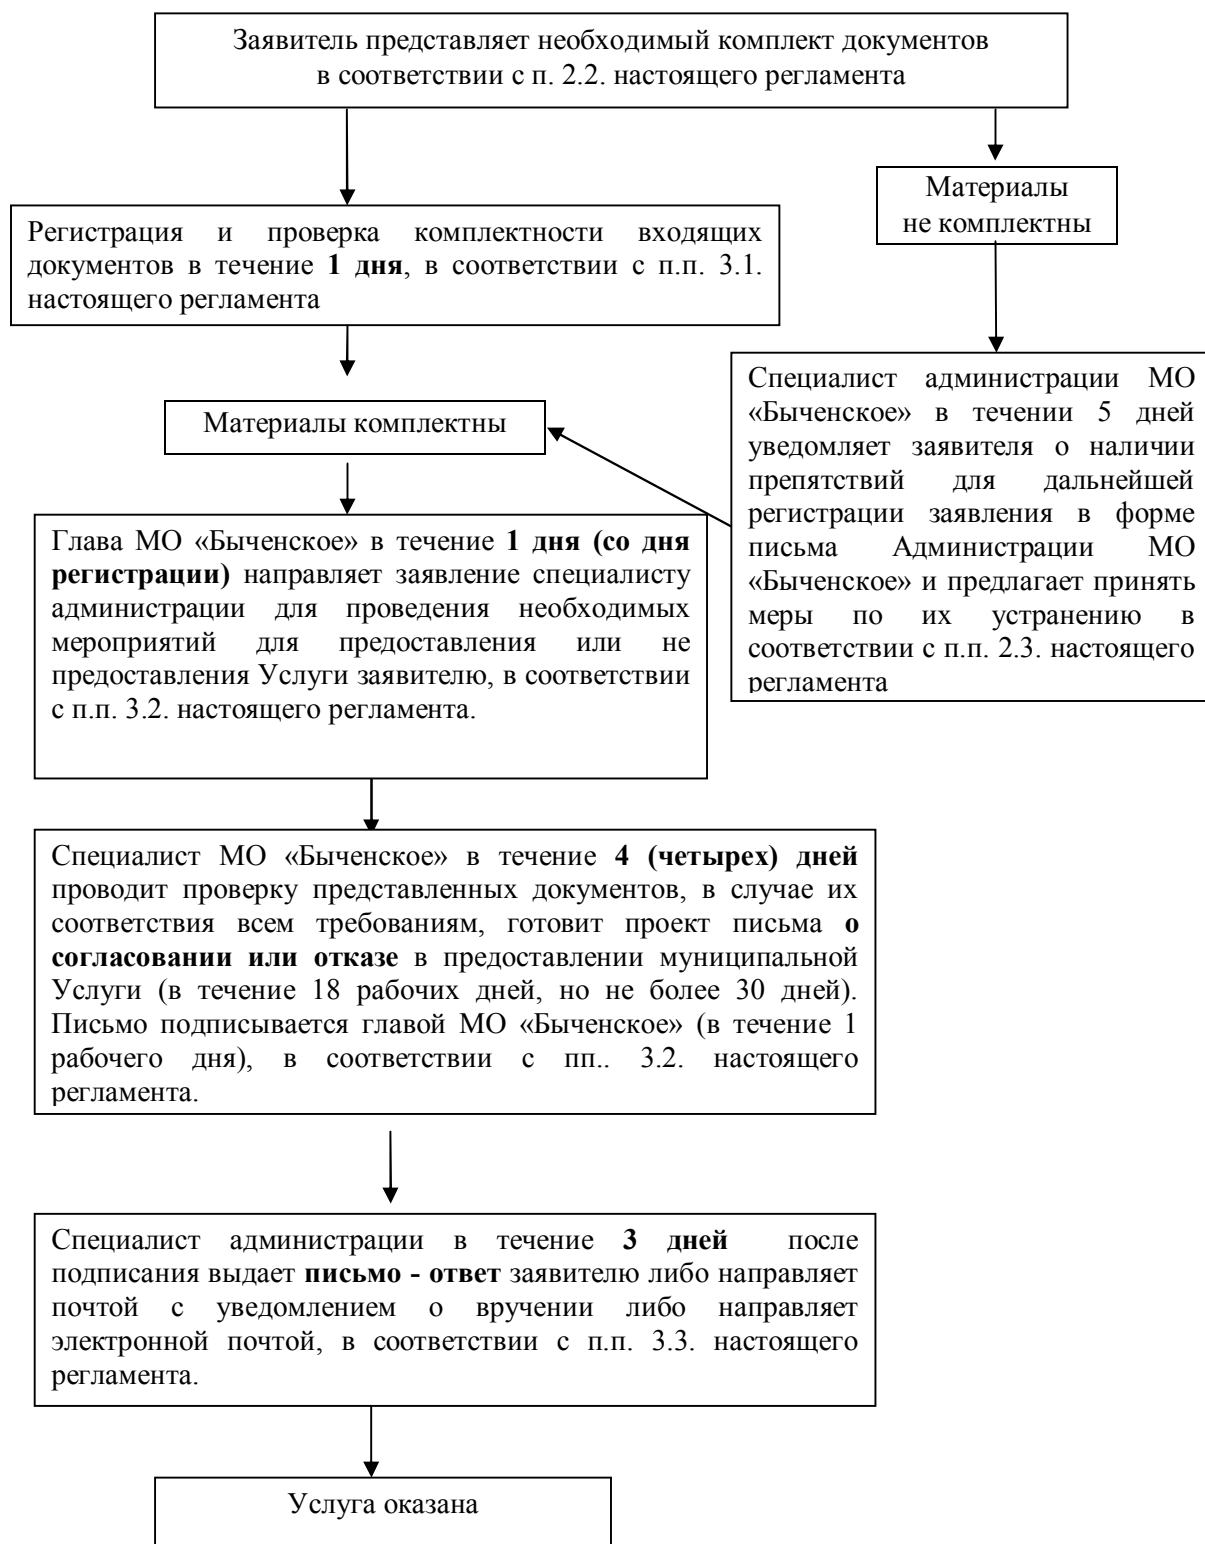 Заявитель представляет необходимый комплект документов
в соответствии с п. 2.2. настоящего регламента
Материалы
не комплектны
Регистрация и проверка комплектности входящих
документов в течение 1 дня, в соответствии с п.п. 3.1.
настоящего регламента
Материалы комплектны
Специалист администрации МО
«Быченское» в течении 5 дней
уведомляет заявителя о наличии
препятствий для дальнейшей
регистрации заявления в форме
письма Администрации МО
«Быченское» и предлагает принять
меры по их устранению в
соответствии с п.п. 2.3. настоящего
регламента
Глава МО «Быченское» в течение 1 дня (со дня
регистрации) направляет заявление специалисту
администрации для проведения необходимых
мероприятий для предоставления или не
предоставления Услуги заявителю, в соответствии
с п.п. 3.2. настоящего регламента.
Специалист МО «Быченское» в течение 4 (четырех) дней
проводит проверку представленных документов, в случае их
соответствия всем требованиям, готовит проект письма о
согласовании или отказе в предоставлении муниципальной
Услуги (в течение 18 рабочих дней, но не более 30 дней).
Письмо подписывается главой МО «Быченское» (в течение 1
рабочего дня), в соответствии с пп.. 3.2. настоящего
регламента.
Специалист администрации в течение 3 дней после
подписания выдает письмо - ответ заявителю либо направляет
почтой с уведомлением о вручении либо направляет
электронной почтой, в соответствии с п.п. 3.3. настоящего
регламента.
Услуга оказана